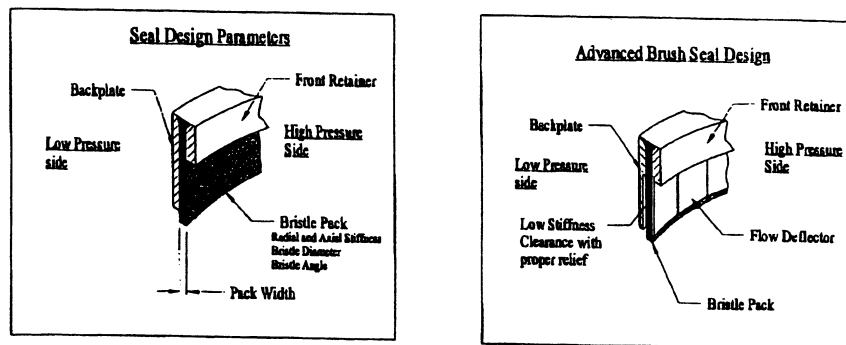 Seal Design Parameters
Front Retainer
Backplate
Low Pressure
side
High Pressure
Side
Bristle Pack
Radial and Axial Stiffness
Bristle Diameter
Bristle Angle
Pack Width
Advanced Brush Seal Design
Front Retainer
Backplate
High Pressure
Side
Low Pressure
side
Low Stiffness
Clearance with
proper relief
Flow Deflector
Bristle Pack